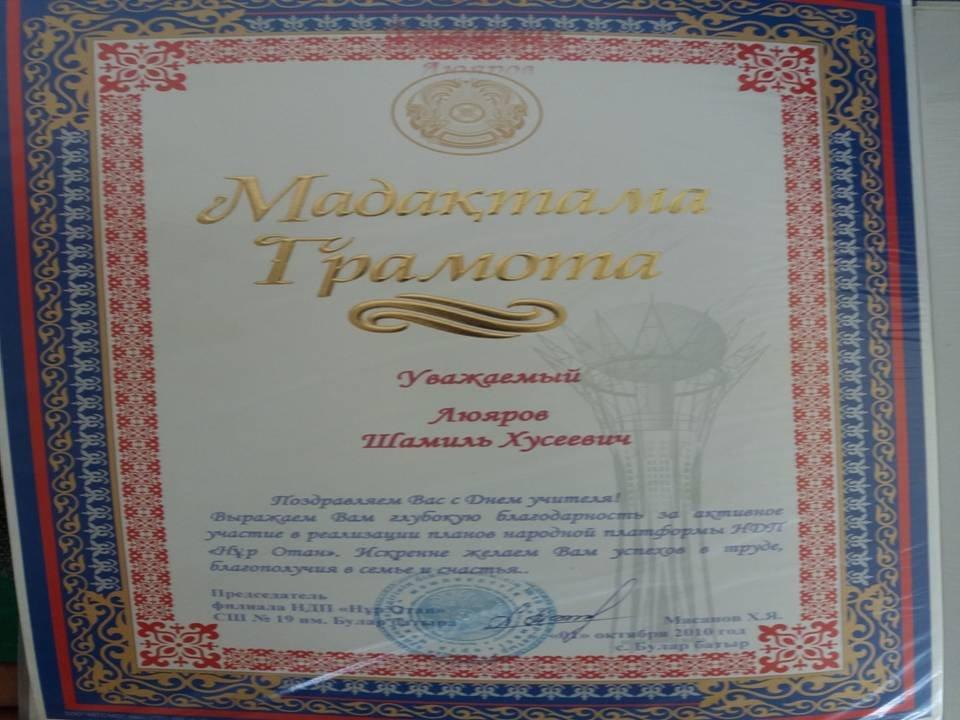 Люяров
Мадақтама
Грамота
Уважаемый
Люяров
Шамиль Хусеевич
Поздравляем Вас с Днем учителя!
Выражаем Вам глубокую благодарность за активное
участие в реализации планов народной платформы НДП
«Нұр Отан». Искренне желаем Вам успехов в труде,
благополучия в семье и счастья..
Председатель
филиала НДП «Нұр Отан»
СШ № 19 им. Булар батыра Масанов Х.Я.
«01» октября 2010 год
с. Булар батыр